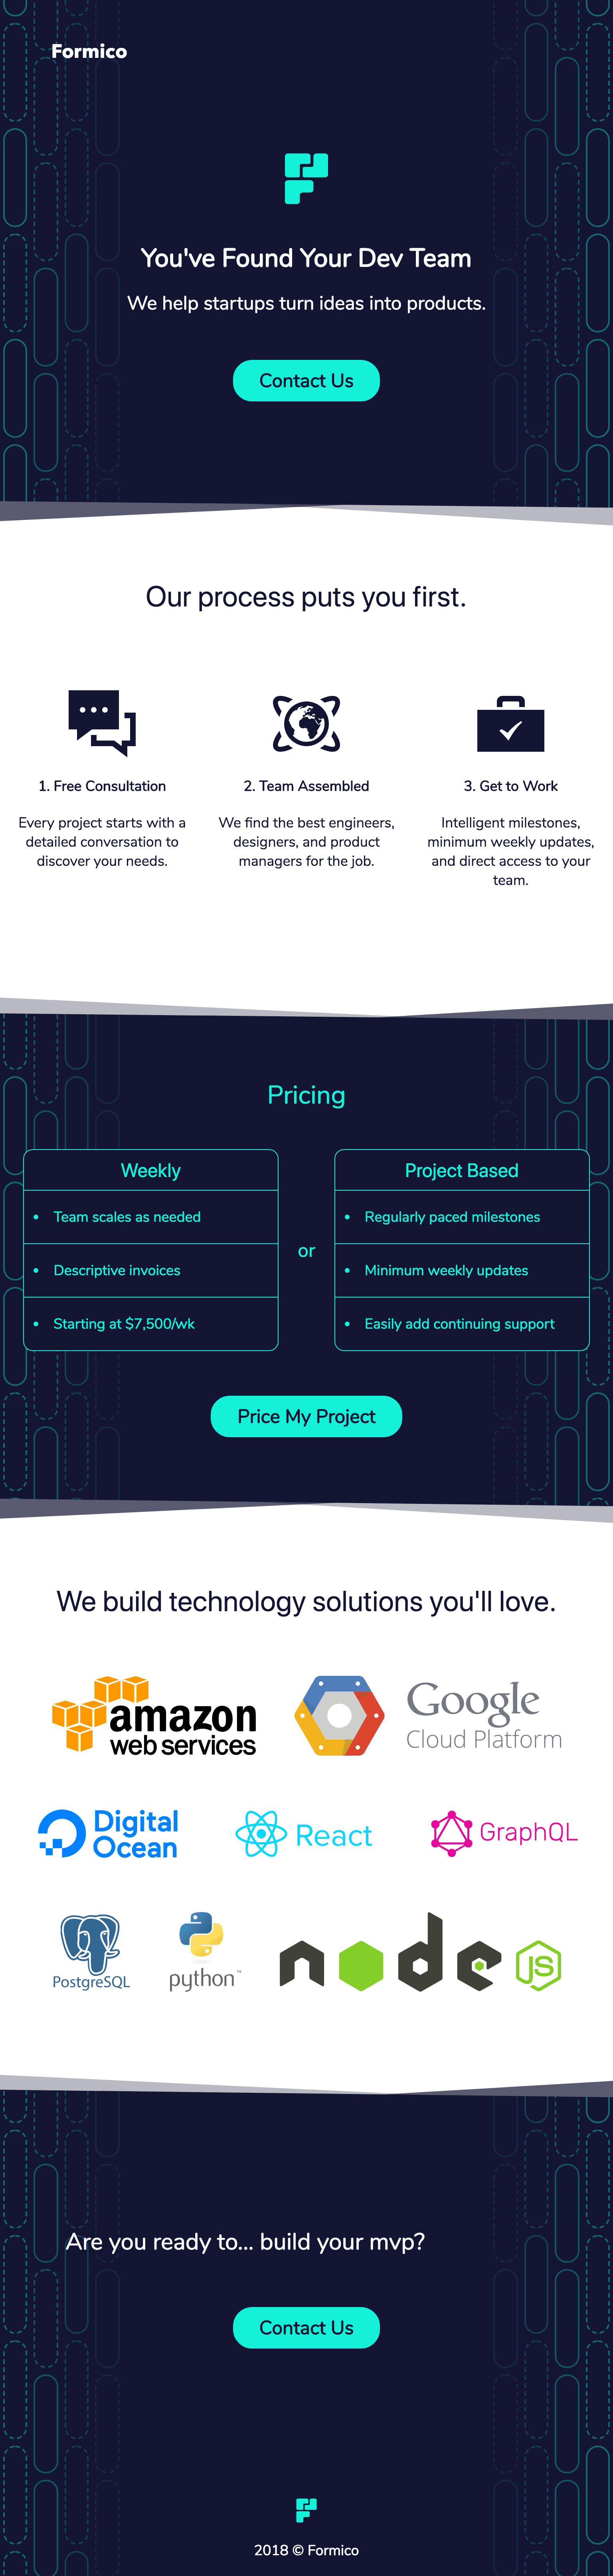 Formico
You've Found Your Dev Team
We help startups turn ideas into products.
Contact Us
Our process puts you first.
1. Free Consultation
Every project starts with a
detailed conversation to
discover your needs.
2. Team Assembled
We find the best engineers,
designers, and product
managers for the job.
3. Get to Work
Intelligent milestones,
minimum weekly updates,
and direct access to your
team.
Pricing
Weekly
• Team scales as needed
• Descriptive invoices
• Starting at $7,500/wk
or
Project Based
• Regularly paced milestones
• Minimum weekly updates
• Easily add continuing support
Price My Project
We build technology solutions you'll love.
amazon
web services
Google
Cloud Platform
Digital
Ocean
React
GraphQL
PostgreSQL
python™
node
JS
Are you ready to... build your mvp?
Contact Us
2018 © Formico